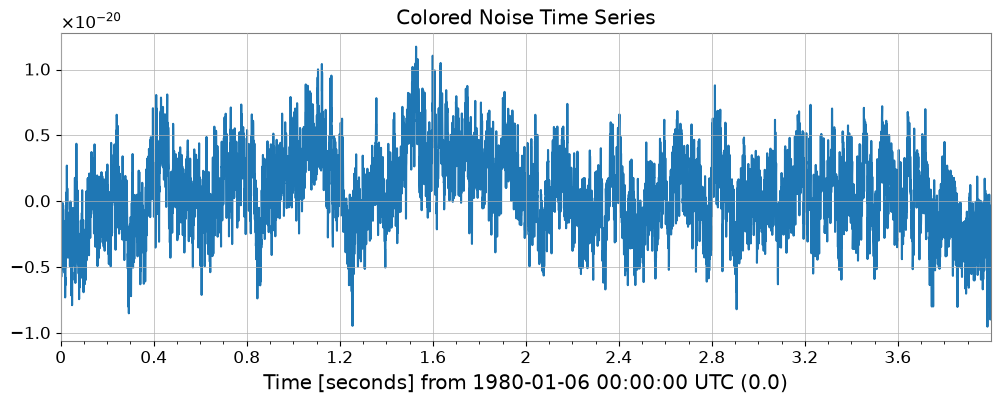 Colored Noise Time Series
×10⁻²⁰
1.0
0.5
0.0
−0.5
−1.0
0 0.4 0.8 1.2 1.6 2 2.4 2.8 3.2 3.6
Time [seconds] from 1980-01-06 00:00:00 UTC (0.0)